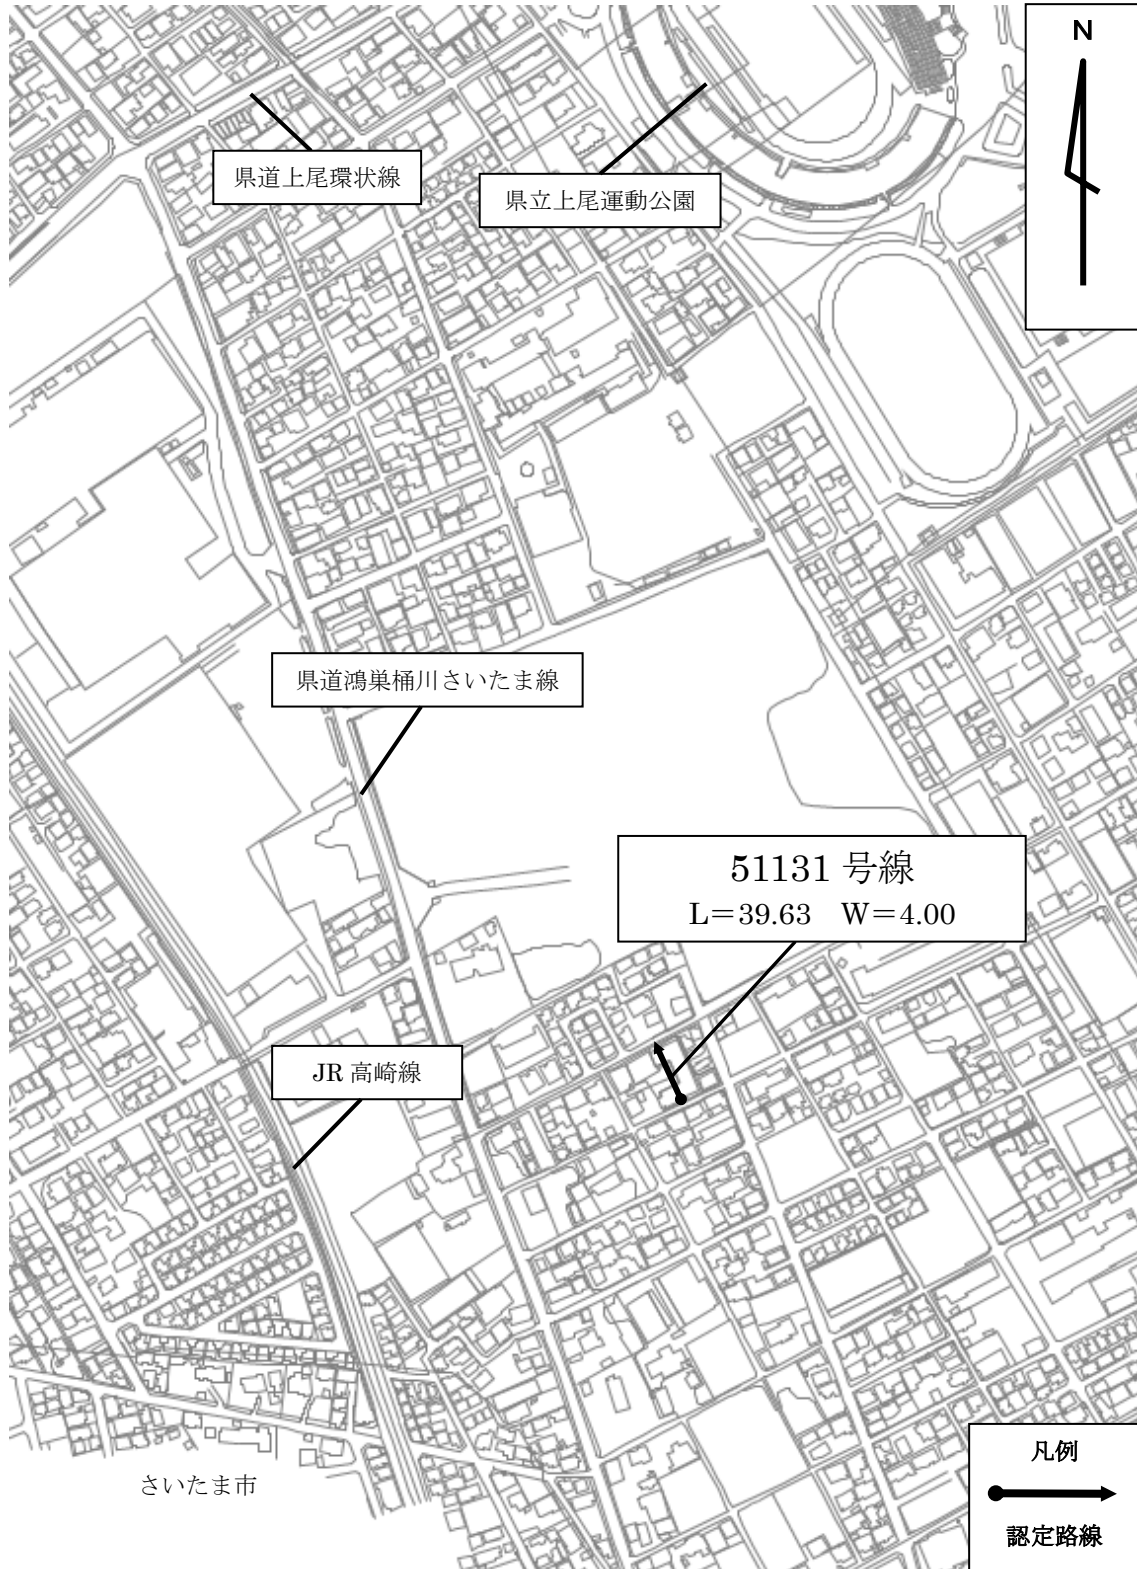 N
県道上尾環状線
県立上尾運動公園
県道鴻巣桶川さいたま線
51131 号線
L＝39.63　W＝4.00
JR 高崎線
さいたま市
凡例
認定路線